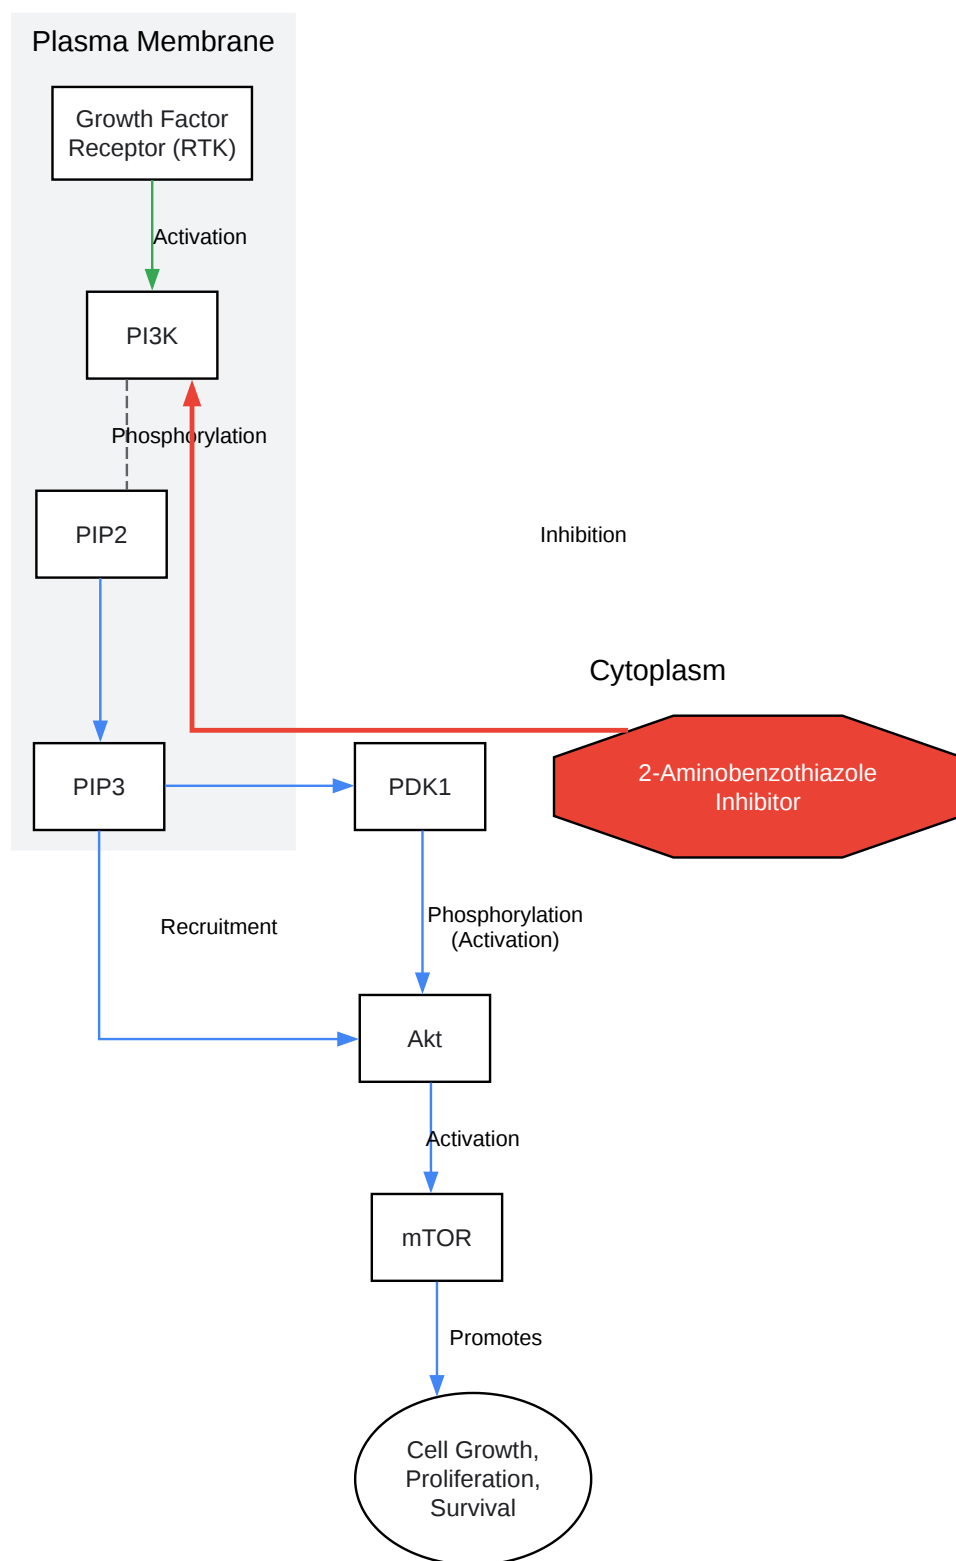 Plasma Membrane
Growth Factor
Receptor (RTK)
Activation
PI3K
Phosphorylation
PIP2
Inhibition
Cytoplasm
2-Aminobenzothiazole
Inhibitor
PIP3
PDK1
Recruitment
Phosphorylation
(Activation)
Akt
Activation
mTOR
Promotes
Cell Growth,
Proliferation,
Survival